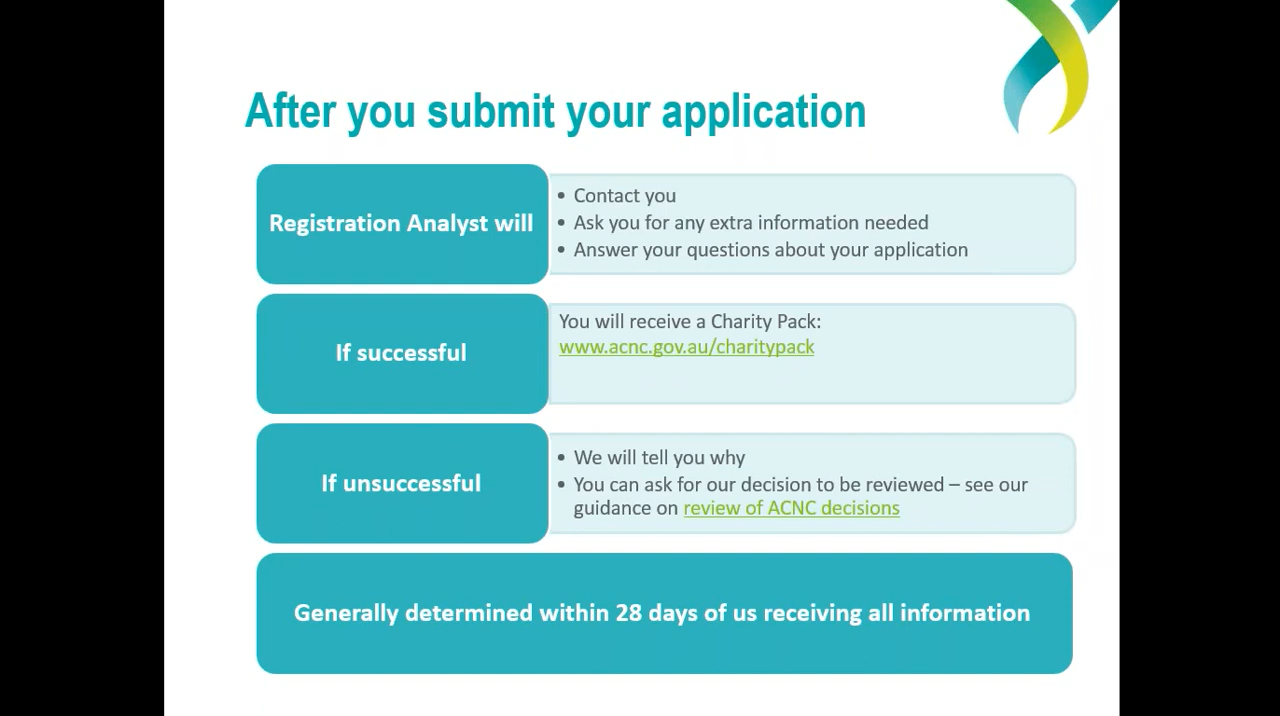 After you submit your application
Registration Analyst will
• Contact you
• Ask you for any extra information needed
• Answer your questions about your application
If successful
You will receive a Charity Pack:
www.acnc.gov.au/charitypack
If unsuccessful
• We will tell you why
• You can ask for our decision to be reviewed – see our
guidance on review of ACNC decisions
Generally determined within 28 days of us receiving all information